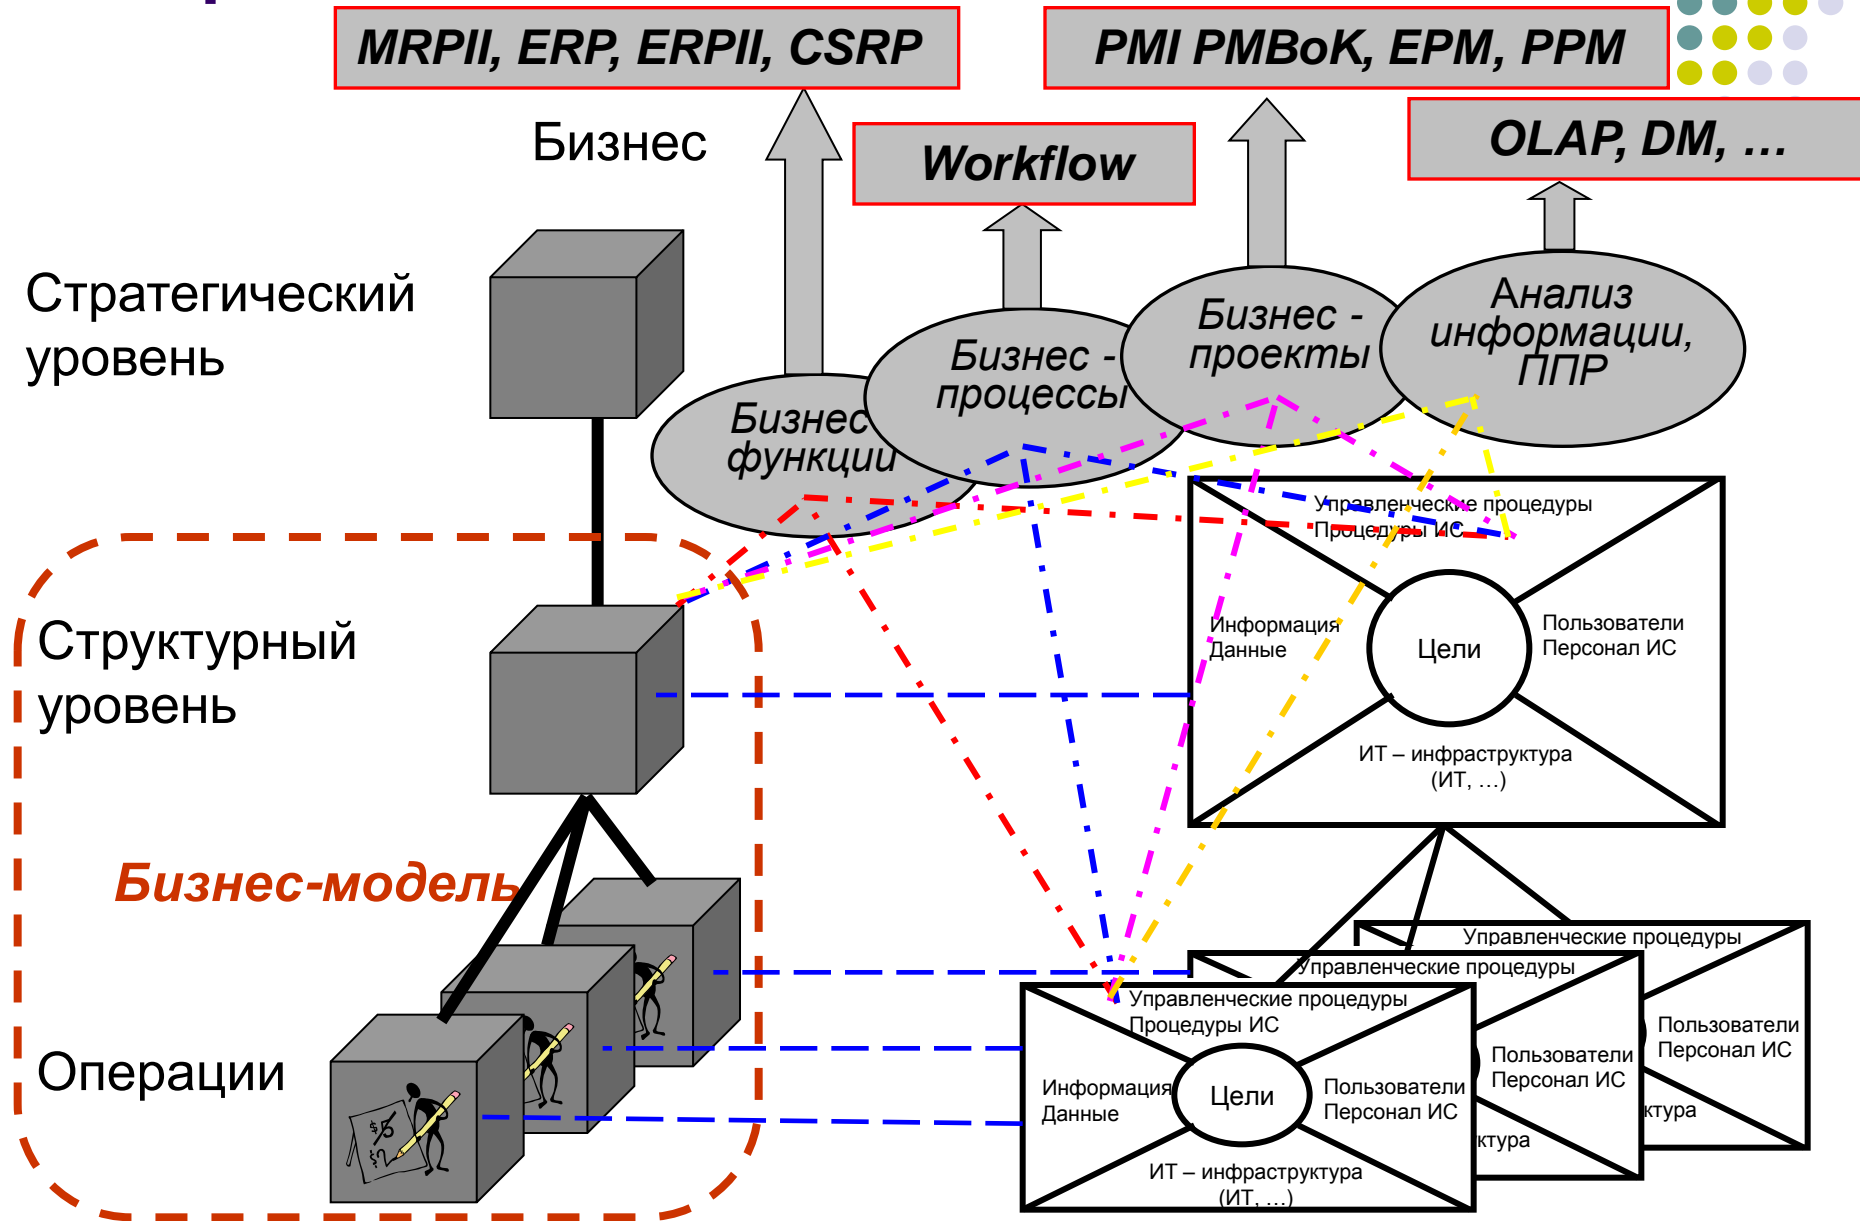 MRPII, ERP, ERPII, CSRP
PMI PMBoK, EPM, PPM
Бизнес
Workflow
OLAP, DM, …
Стратегический
уровень
Бизнес
функции
Бизнес -
процессы
Бизнес -
проекты
Анализ
информации,
ППР
Управленческие процедуры
Процедуры ИС
Информация
Данные
Цели
Пользователи
Персонал ИС
ИТ – инфраструктура
(ИТ, …)
Структурный
уровень
Бизнес-модель
Операции
$5
$2
Управленческие процедуры
Пользователи
Персонал ИС
ктура
Управленческие процедуры
Пользователи
Персонал ИС
ктура
Управленческие процедуры
Процедуры ИС
Информация
Данные
Цели
Пользователи
Персонал ИС
ИТ – инфраструктура
(ИТ, …)